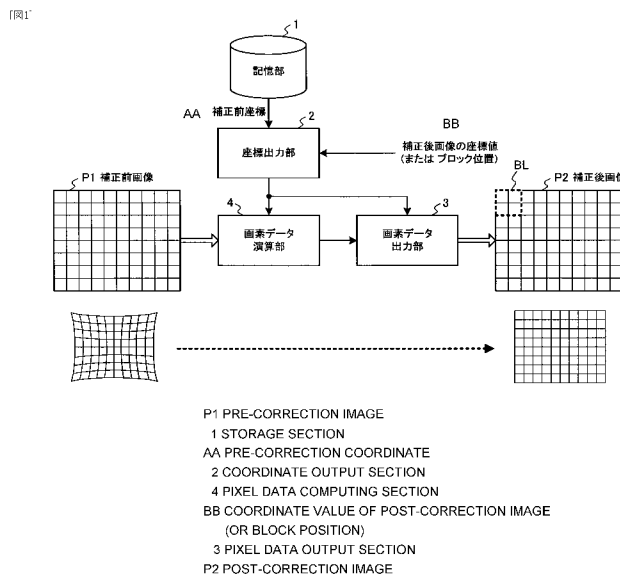 [図1]
1
記憶部
AA 補正前座標
2
座標出力部
BB
補正後画像の座標値
(または ブロック位置)
P1 補正前画像
BL
P2 補正後画像
4
画素データ
演算部
3
画素データ
出力部
P1 PRE-CORRECTION IMAGE
1 STORAGE SECTION
AA PRE-CORRECTION COORDINATE
2 COORDINATE OUTPUT SECTION
4 PIXEL DATA COMPUTING SECTION
BB COORDINATE VALUE OF POST-CORRECTION IMAGE
(OR BLOCK POSITION)
3 PIXEL DATA OUTPUT SECTION
P2 POST-CORRECTION IMAGE